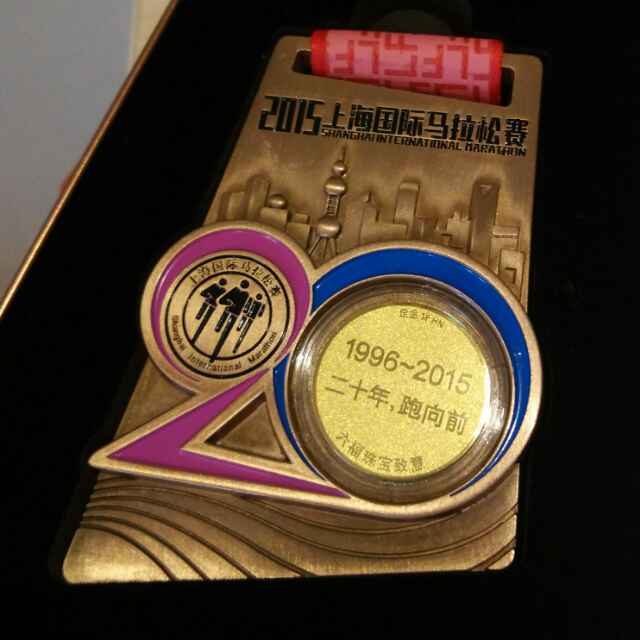 2015上海国际马拉松赛
SHANGHAI INTERNATIONAL MARATHON
上海国际马拉松赛
Shanghai International Marathon
20
1996~2015
二十年,跑向前
六福珠宝致意